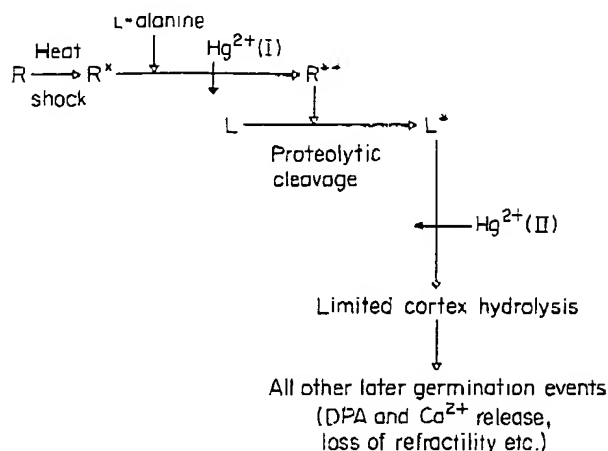 L-alanine
Heat
Hg²⁺(I)
R → R* → R**
shock
L → L*
Proteolytic
cleavage
Hg²⁺(II)
Limited cortex hydrolysis
All other later germination events
(DPA and Ca²⁺ release,
loss of refractility etc.)